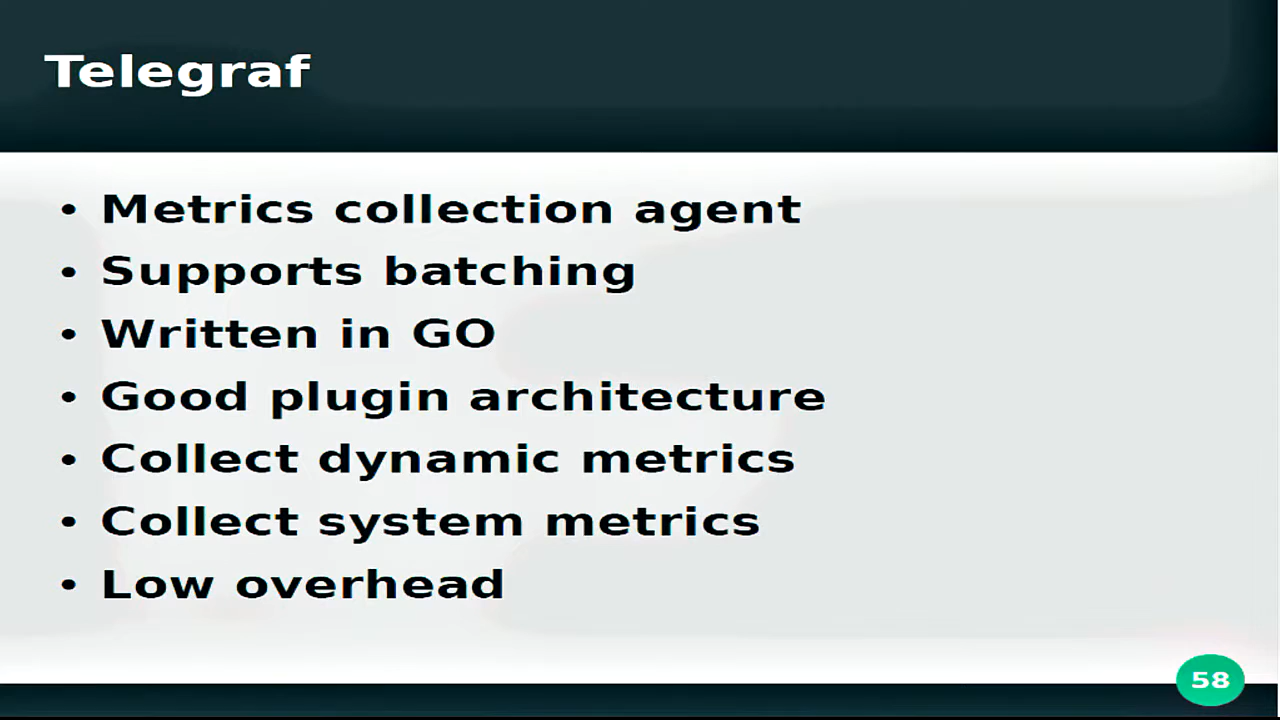 Telegraf
• Metrics collection agent
• Supports batching
• Written in GO
• Good plugin architecture
• Collect dynamic metrics
• Collect system metrics
• Low overhead
58